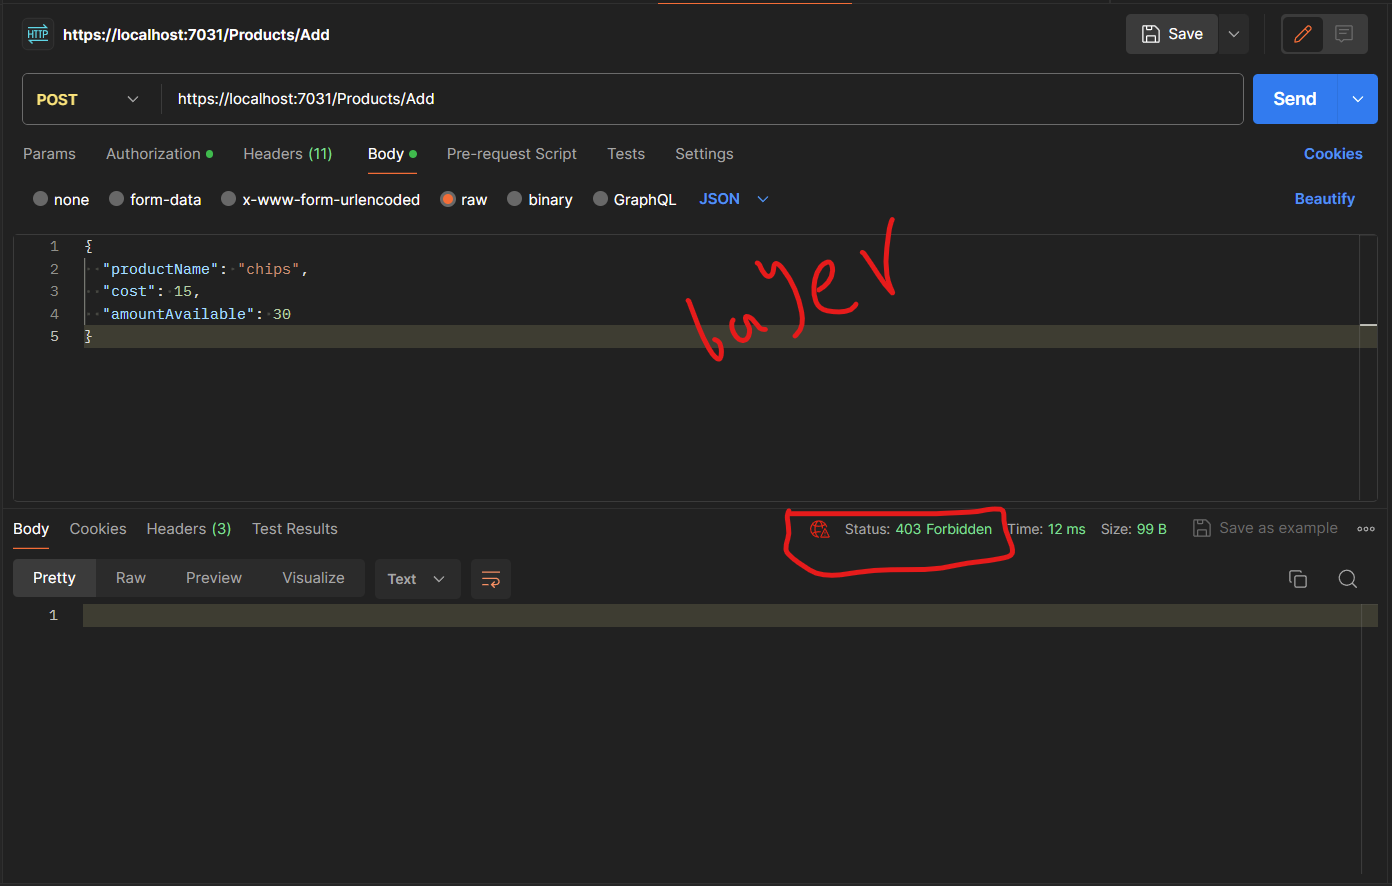 HTTP https://localhost:7031/Products/Add Save
POST https://localhost:7031/Products/Add Send
Params Authorization Headers (11) Body Pre-request Script Tests Settings Cookies
none form-data x-www-form-urlencoded raw binary GraphQL JSON Beautify
1 {
2 "productName": "chips",
3 "cost": 15,
4 "amountAvailable": 30
5 }
bayer
Body Cookies Headers (3) Test Results Status: 403 Forbidden Time: 12 ms Size: 99 B Save as example
Pretty Raw Preview Visualize Text
1